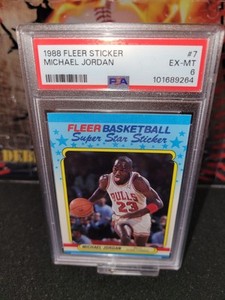 1988 FLEER STICKER #7
MICHAEL JORDAN EX-MT
PSA 6
101689264
FLEER BASKETBALL
Super Star Sticker
BULLS
23
MICHAEL JORDAN